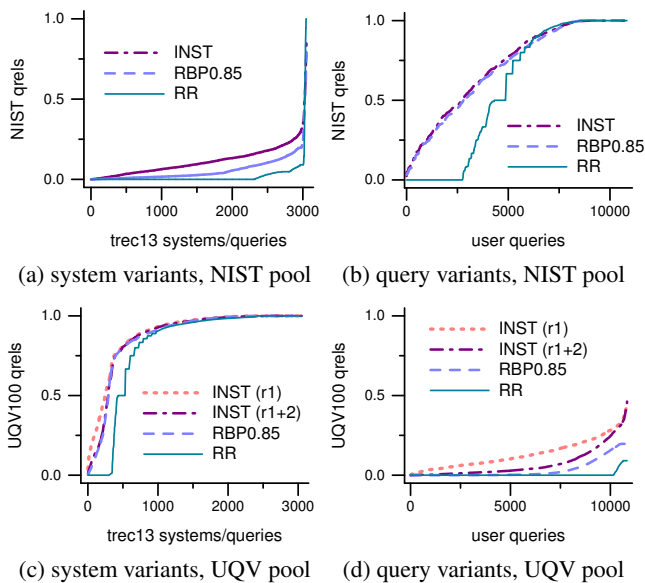 1.0
INST
RBP0.85
RR
0.5
0.0
NIST qrels
0 1000 2000 3000
trec13 systems/queries
(a) system variants, NIST pool
1.0
0.5
INST
RBP0.85
RR
0.0
NIST qrels
0 5000 10000
user queries
(b) query variants, NIST pool
1.0
0.5
INST (r1)
INST (r1+2)
RBP0.85
RR
0.0
UQV100 qrels
0 1000 2000 3000
trec13 systems/queries
(c) system variants, UQV pool
1.0
INST (r1)
INST (r1+2)
RBP0.85
RR
0.5
0.0
UQV100 qrels
0 5000 10000
user queries
(d) query variants, UQV pool